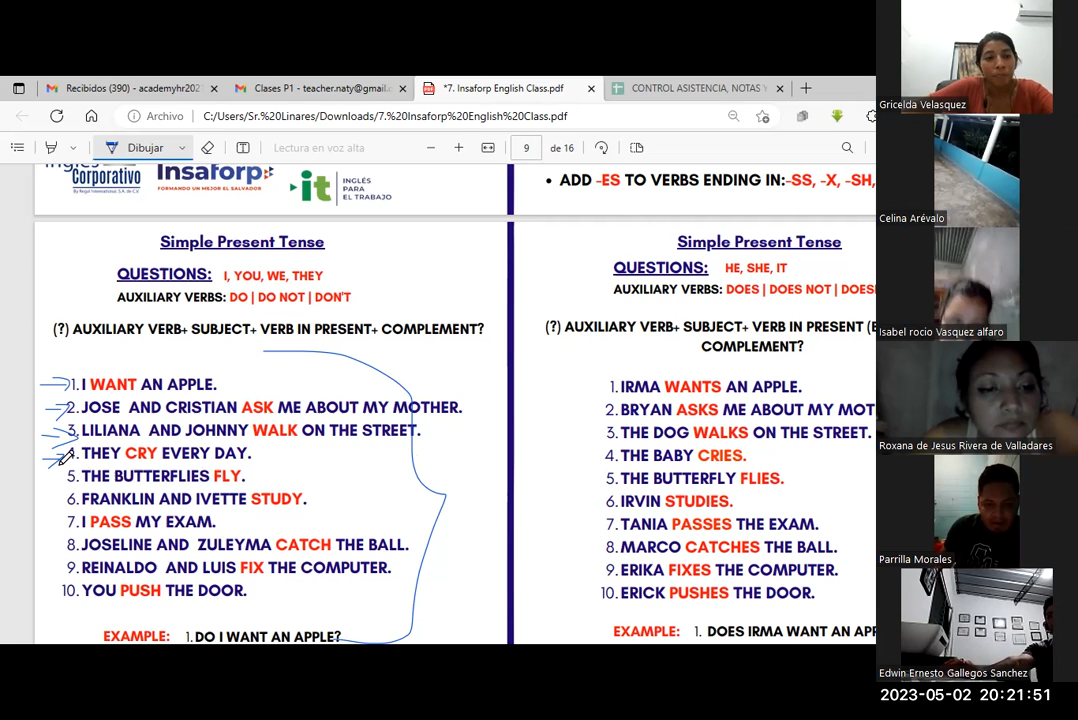 Recibidos (390) - academyhr202
Clases P1 - teacher.naty@gmail.c
*7. Insaforp English Class.pdf
CONTROL ASISTENCIA, NOTAS Y
Archivo
C:/Users/Sr.%20Linares/Downloads/7.%20Insaforp%20English%20Class.pdf
Dibujar
Lectura en voz alta
9
de 16
Inglés
Corporativo
By Regal International, S.A. de C.V.
Insaforp
FORMANDO UN MEJOR EL SALVADOR
it
INGLÉS
PARA
EL TRABAJO
• ADD -ES TO VERBS ENDING IN:-SS, -X, -SH,
Simple Present Tense
QUESTIONS: I, YOU, WE, THEY
AUXILIARY VERBS: DO | DO NOT | DON'T
(?) AUXILIARY VERB+ SUBJECT+ VERB IN PRESENT+ COMPLEMENT?
1. I WANT AN APPLE.
2. JOSE AND CRISTIAN ASK ME ABOUT MY MOTHER.
3. LILIANA AND JOHNNY WALK ON THE STREET.
4. THEY CRY EVERY DAY.
5. THE BUTTERFLIES FLY.
6. FRANKLIN AND IVETTE STUDY.
7. I PASS MY EXAM.
8. JOSELINE AND ZULEYMA CATCH THE BALL.
9. REINALDO AND LUIS FIX THE COMPUTER.
10. YOU PUSH THE DOOR.
EXAMPLE: 1. DO I WANT AN APPLE?
Simple Present Tense
QUESTIONS: HE, SHE, IT
AUXILIARY VERBS: DOES | DOES NOT | DOES
(?) AUXILIARY VERB+ SUBJECT+ VERB IN PRESENT (
COMPLEMENT?
1. IRMA WANTS AN APPLE.
2. BRYAN ASKS ME ABOUT MY MOT
3. THE DOG WALKS ON THE STREET.
4. THE BABY CRIES.
5. THE BUTTERFLY FLIES.
6. IRVIN STUDIES.
7. TANIA PASSES THE EXAM.
8. MARCO CATCHES THE BALL.
9. ERIKA FIXES THE COMPUTER.
10. ERICK PUSHES THE DOOR.
EXAMPLE: 1. DOES IRMA WANT AN APP
Gricelda Velasquez
Celina Arévalo
Isabel rocio Vasquez alfaro
Roxana de Jesus Rivera de Valladares
Parrilla Morales
Edwin Ernesto Gallegos Sanchez
2023-05-02 20:21:51